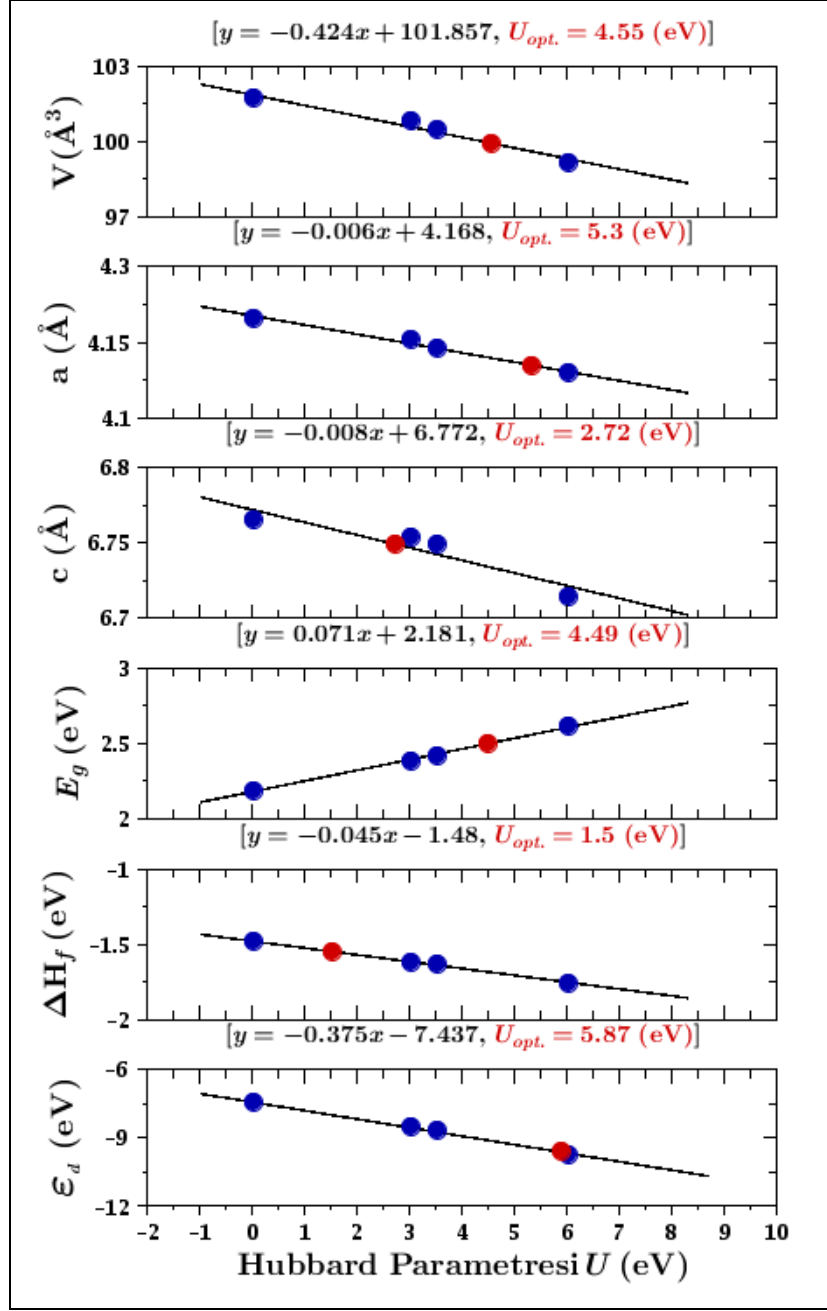 [y = −0.424x + 101.857, U_opt. = 4.55 (eV)]
103
V(Å³)
100
97
[y = −0.006x + 4.168, U_opt. = 5.3 (eV)]
4.3
a (Å)
4.15
4.1
[y = −0.008x + 6.772, U_opt. = 2.72 (eV)]
6.8
c (Å)
6.75
6.7
[y = 0.071x + 2.181, U_opt. = 4.49 (eV)]
3
E_g (eV)
2.5
2
[y = −0.045x − 1.48, U_opt. = 1.5 (eV)]
−1
ΔH_f (eV)
−1.5
−2
[y = −0.375x − 7.437, U_opt. = 5.87 (eV)]
−6
ε_d (eV)
−9
−12
−2 −1 0 1 2 3 4 5 6 7 8 9 10
Hubbard Parametresi U (eV)